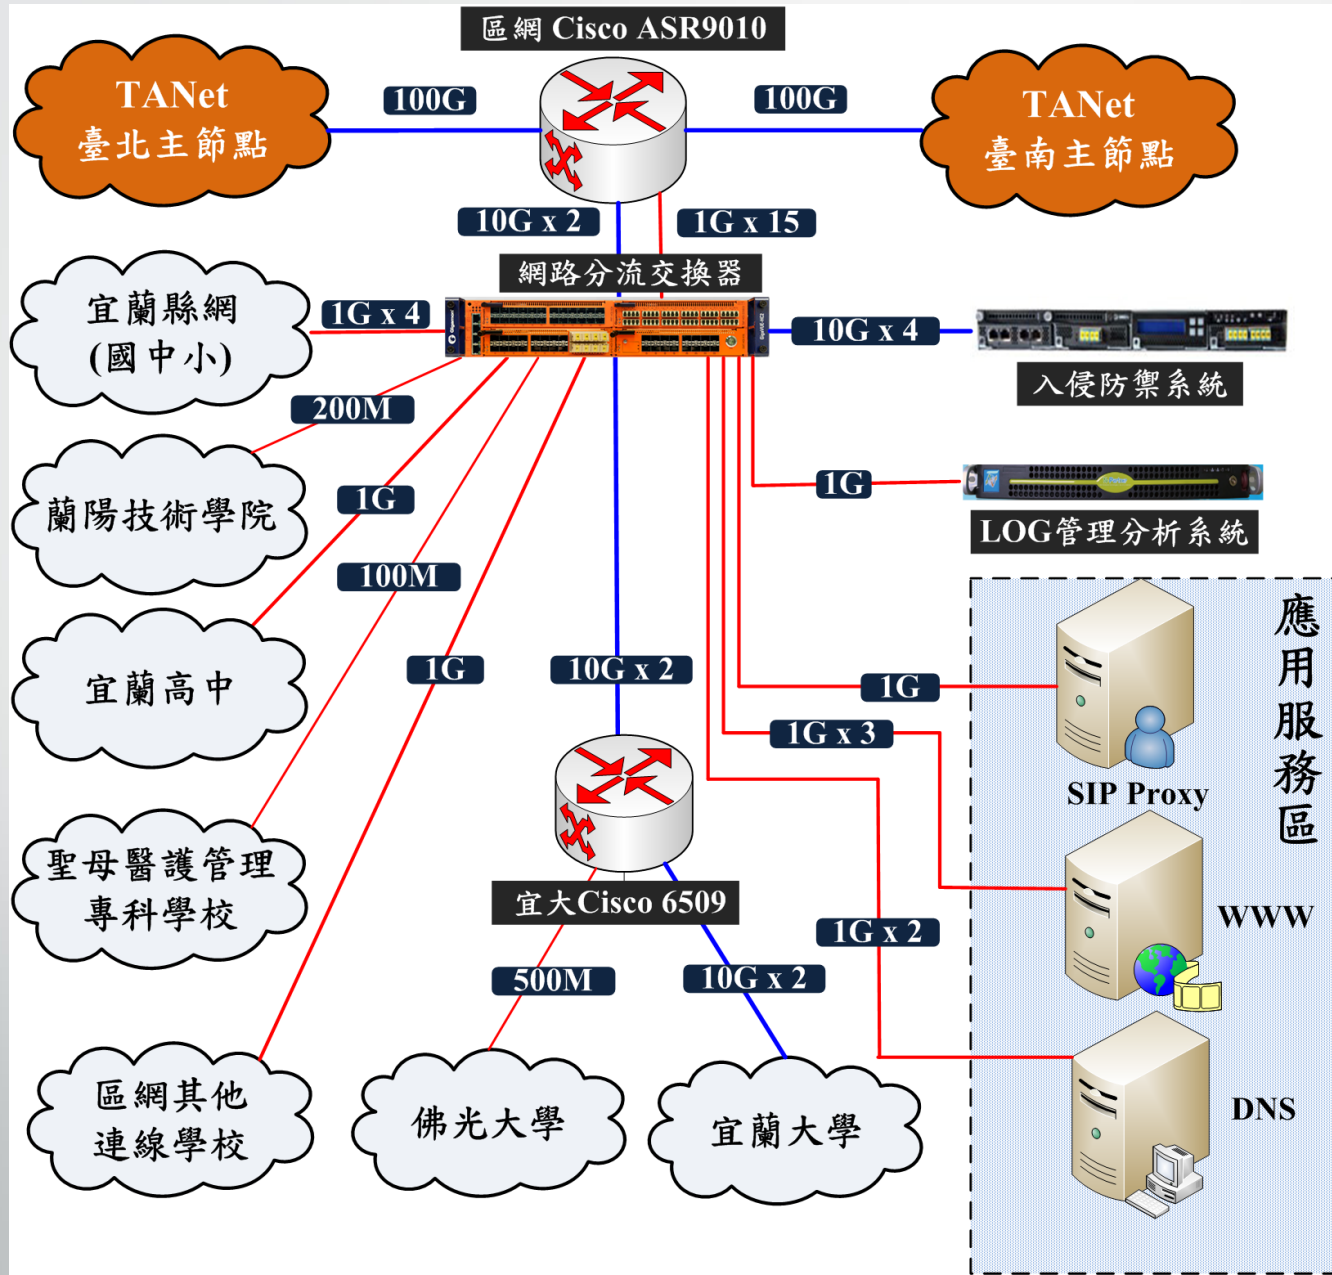 區網 Cisco ASR9010
TANet
臺北主節點
100G
100G
TANet
臺南主節點
10G x 2
1G x 15
網路分流交換器
宜蘭縣網
(國中小)
1G x 4
10G x 4
入侵防禦系統
200M
蘭陽技術學院
1G
1G
LOG管理分析系統
100M
宜蘭高中
1G
10G x 2
1G
1G x 3
應用服務區
SIP Proxy
聖母醫護管理
專科學校
宜大Cisco 6509
1G x 2
WWW
500M
10G x 2
區網其他
連線學校
佛光大學
宜蘭大學
DNS